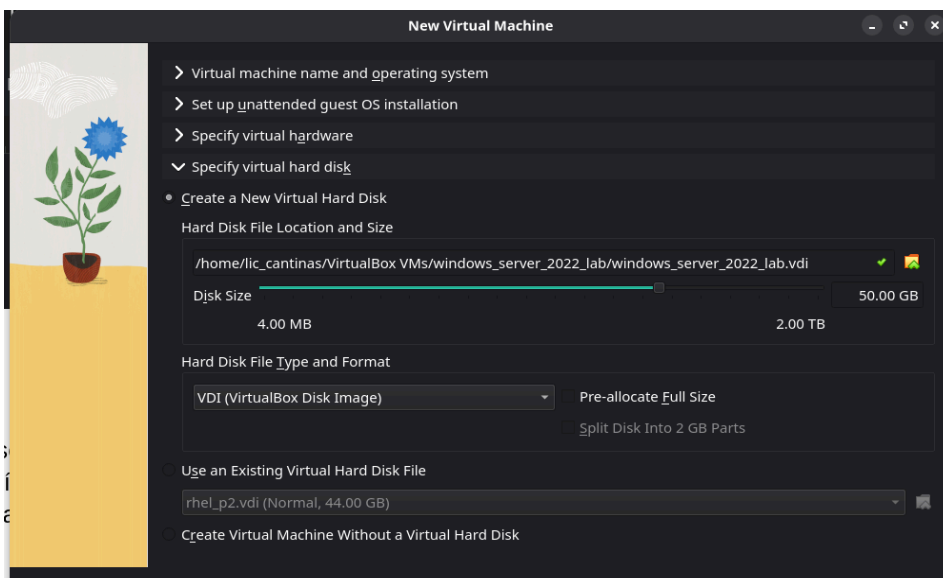 New Virtual Machine
Virtual machine name and operating system
Set up unattended guest OS installation
Specify virtual hardware
Specify virtual hard disk
Create a New Virtual Hard Disk
Hard Disk File Location and Size
/home/lic_cantinas/VirtualBox VMs/windows_server_2022_lab/windows_server_2022_lab.vdi
Disk Size
50.00 GB
4.00 MB 2.00 TB
Hard Disk File Type and Format
VDI (VirtualBox Disk Image)
Pre-allocate Full Size
Split Disk Into 2 GB Parts
Use an Existing Virtual Hard Disk File
rhel_p2.vdi (Normal, 44.00 GB)
Create Virtual Machine Without a Virtual Hard Disk